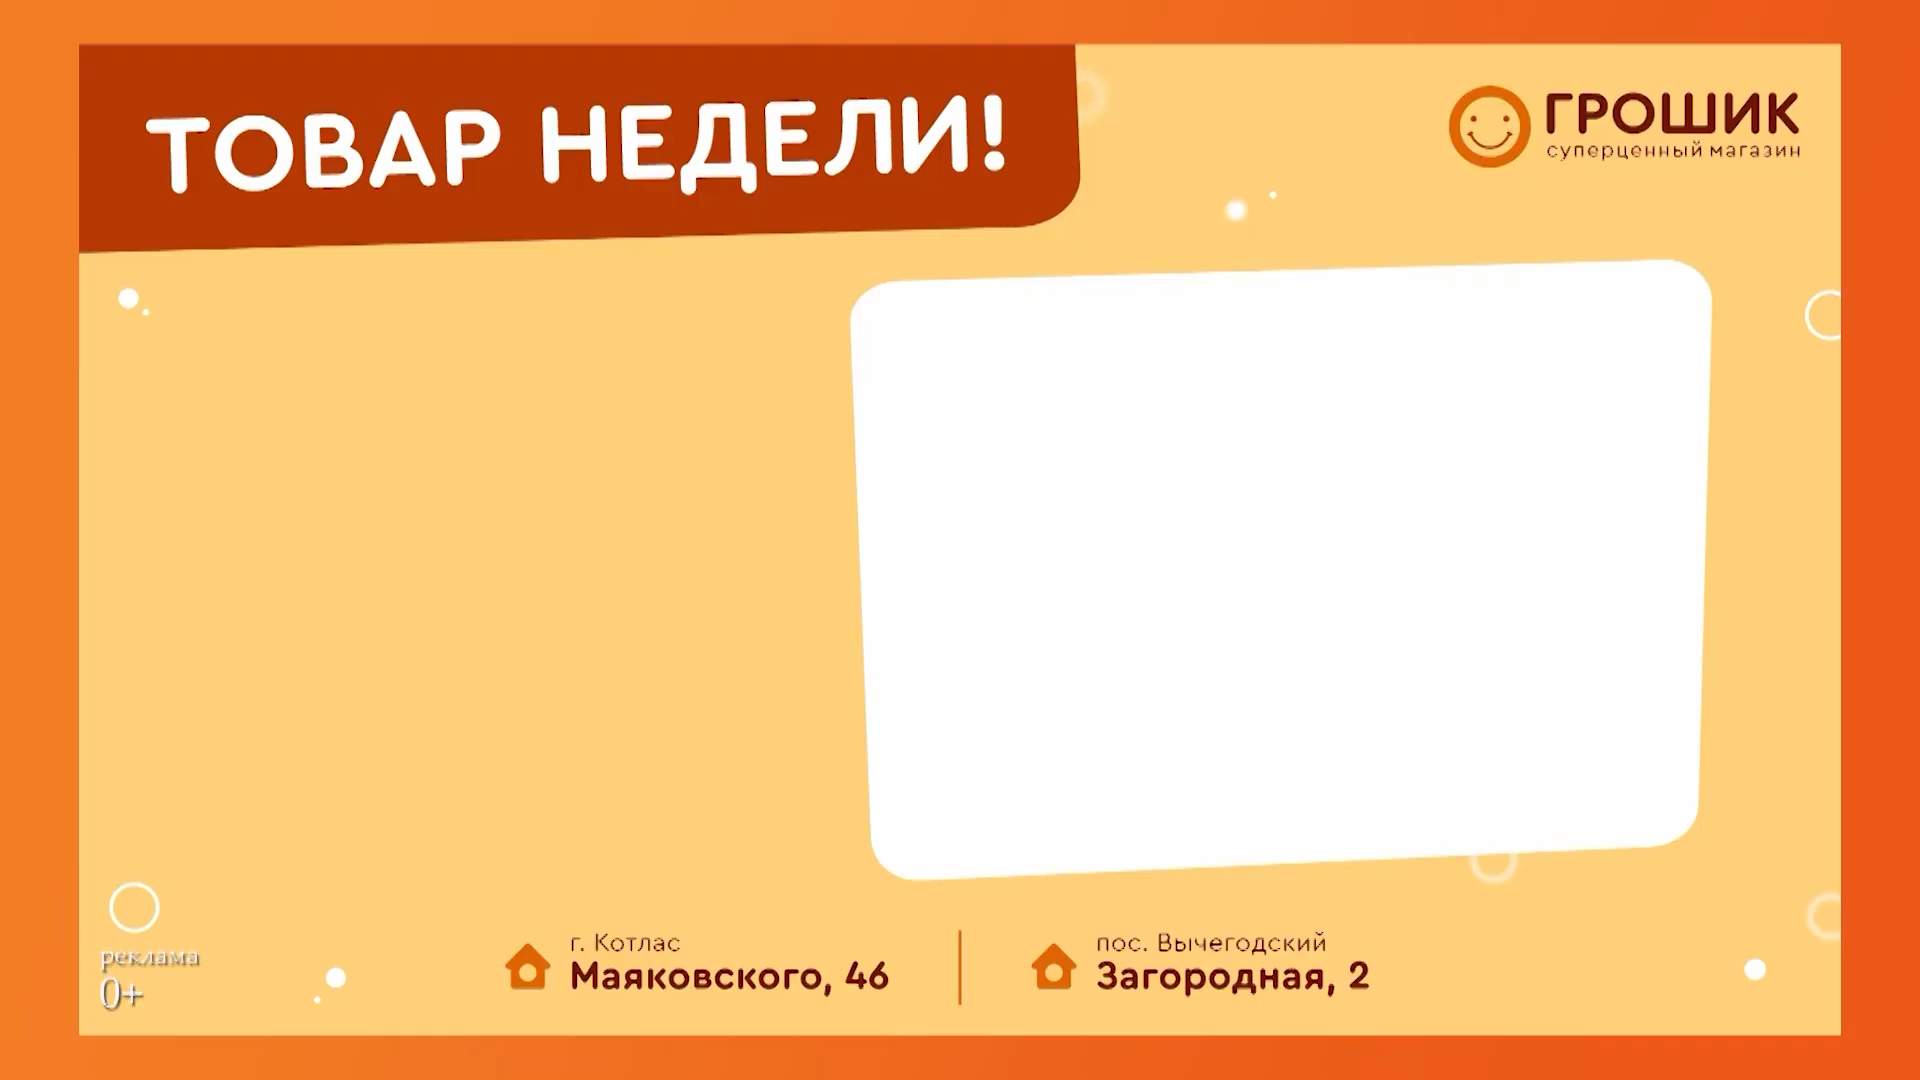 ТОВАР НЕДЕЛИ!
ГРОШИК
суперценный магазин
г. Котлас
Маяковского, 46
пос. Вычегодский
Загородная, 2
реклама
0+